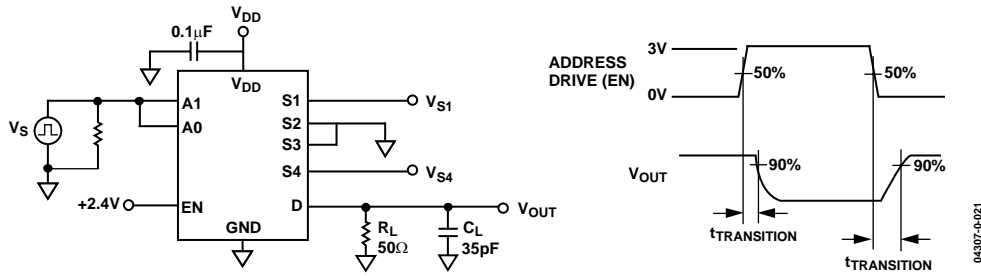 VDD
0.1µF
VDD
A1
A0
VS
+2.4V
EN
GND
S1
S2
S3
S4
D
VS1
VS4
VOUT
RL
50Ω
CL
35pF
ADDRESS
DRIVE (EN)
3V
0V
50%
50%
VOUT
90%
90%
tTRANSITION
tTRANSITION
04307-0-021